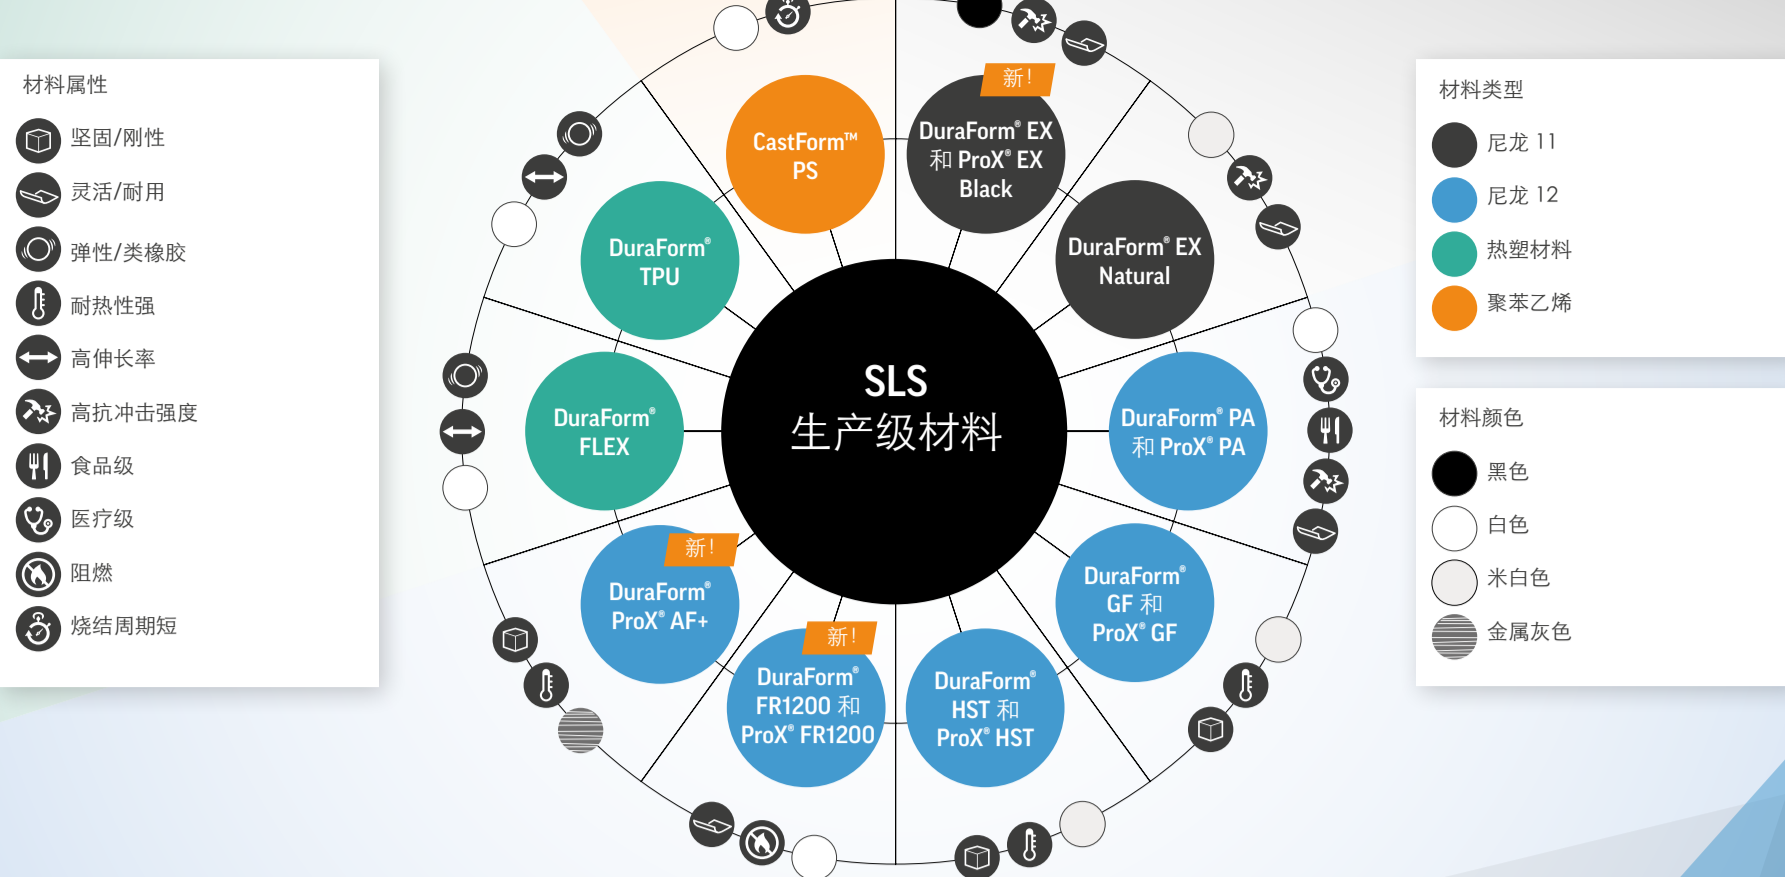 材料属性
坚固/刚性
灵活/耐用
弹性/类橡胶
耐热性强
高伸长率
高抗冲击强度
食品级
医疗级
阻燃
烧结周期短
CastForm™
PS
新!
DuraForm® EX
和 ProX® EX
Black
DuraForm® EX
Natural
DuraForm® PA
和 ProX® PA
DuraForm®
GF 和
ProX® GF
DuraForm®
HST 和
ProX® HST
新!
DuraForm®
FR1200 和
ProX® FR1200
新!
DuraForm®
ProX® AF+
DuraForm®
FLEX
DuraForm®
TPU
SLS
生产级材料
材料类型
尼龙 11
尼龙 12
热塑材料
聚苯乙烯
材料颜色
黑色
白色
米白色
金属灰色